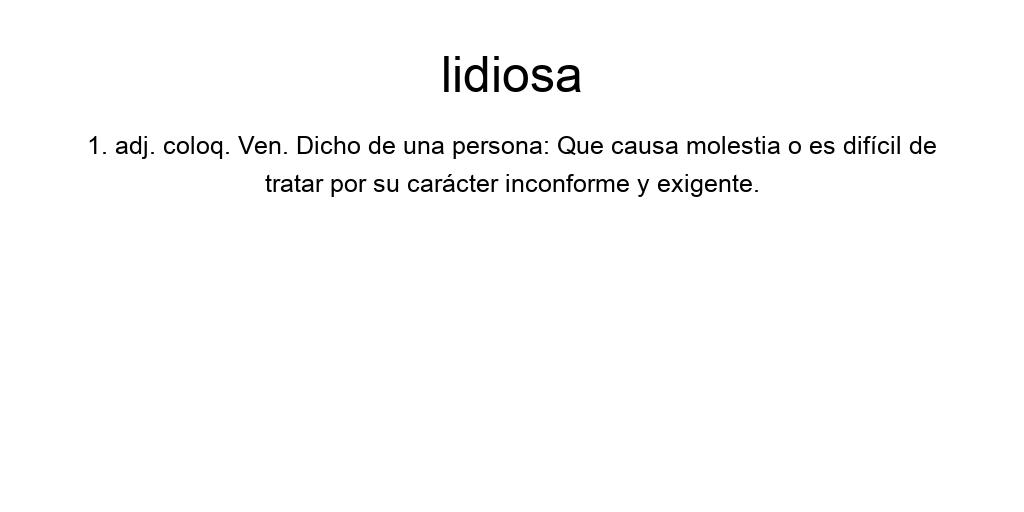 lidiosa
1. adj. coloq. Ven. Dicho de una persona: Que causa molestia o es difícil de
tratar por su carácter inconforme y exigente.